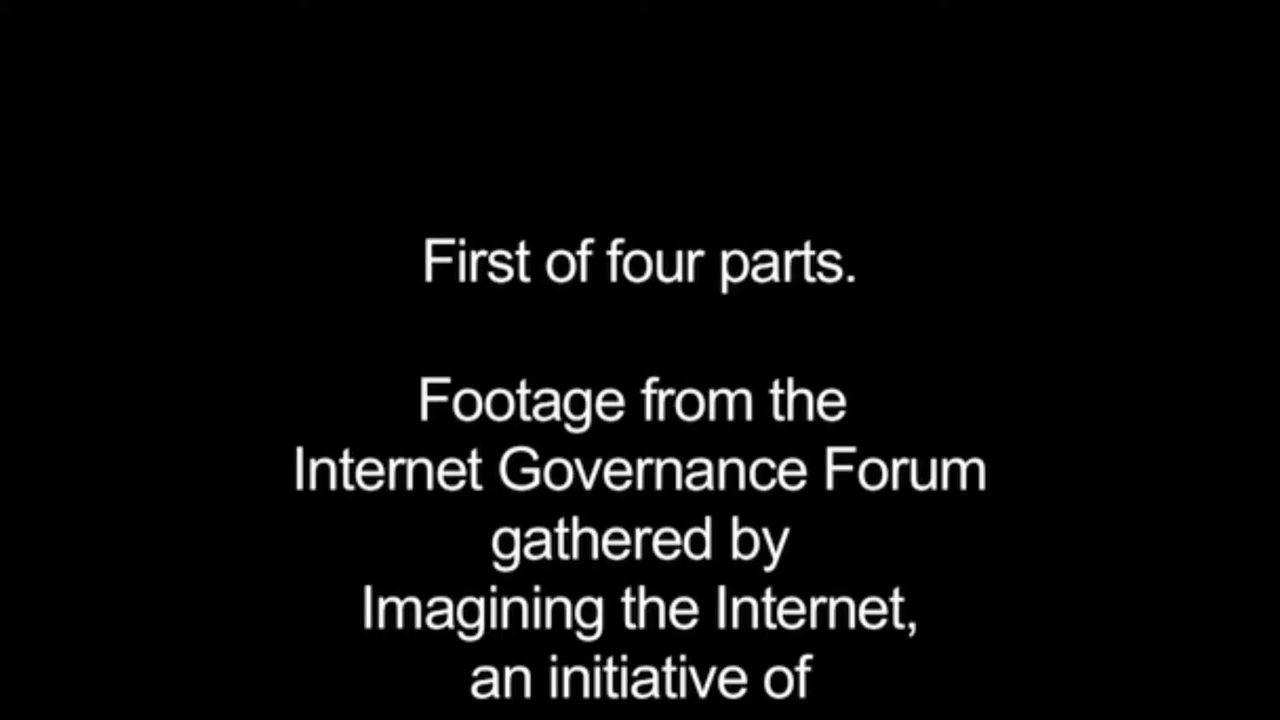 First of four parts.
Footage from the
Internet Governance Forum
gathered by
Imagining the Internet,
an initiative of